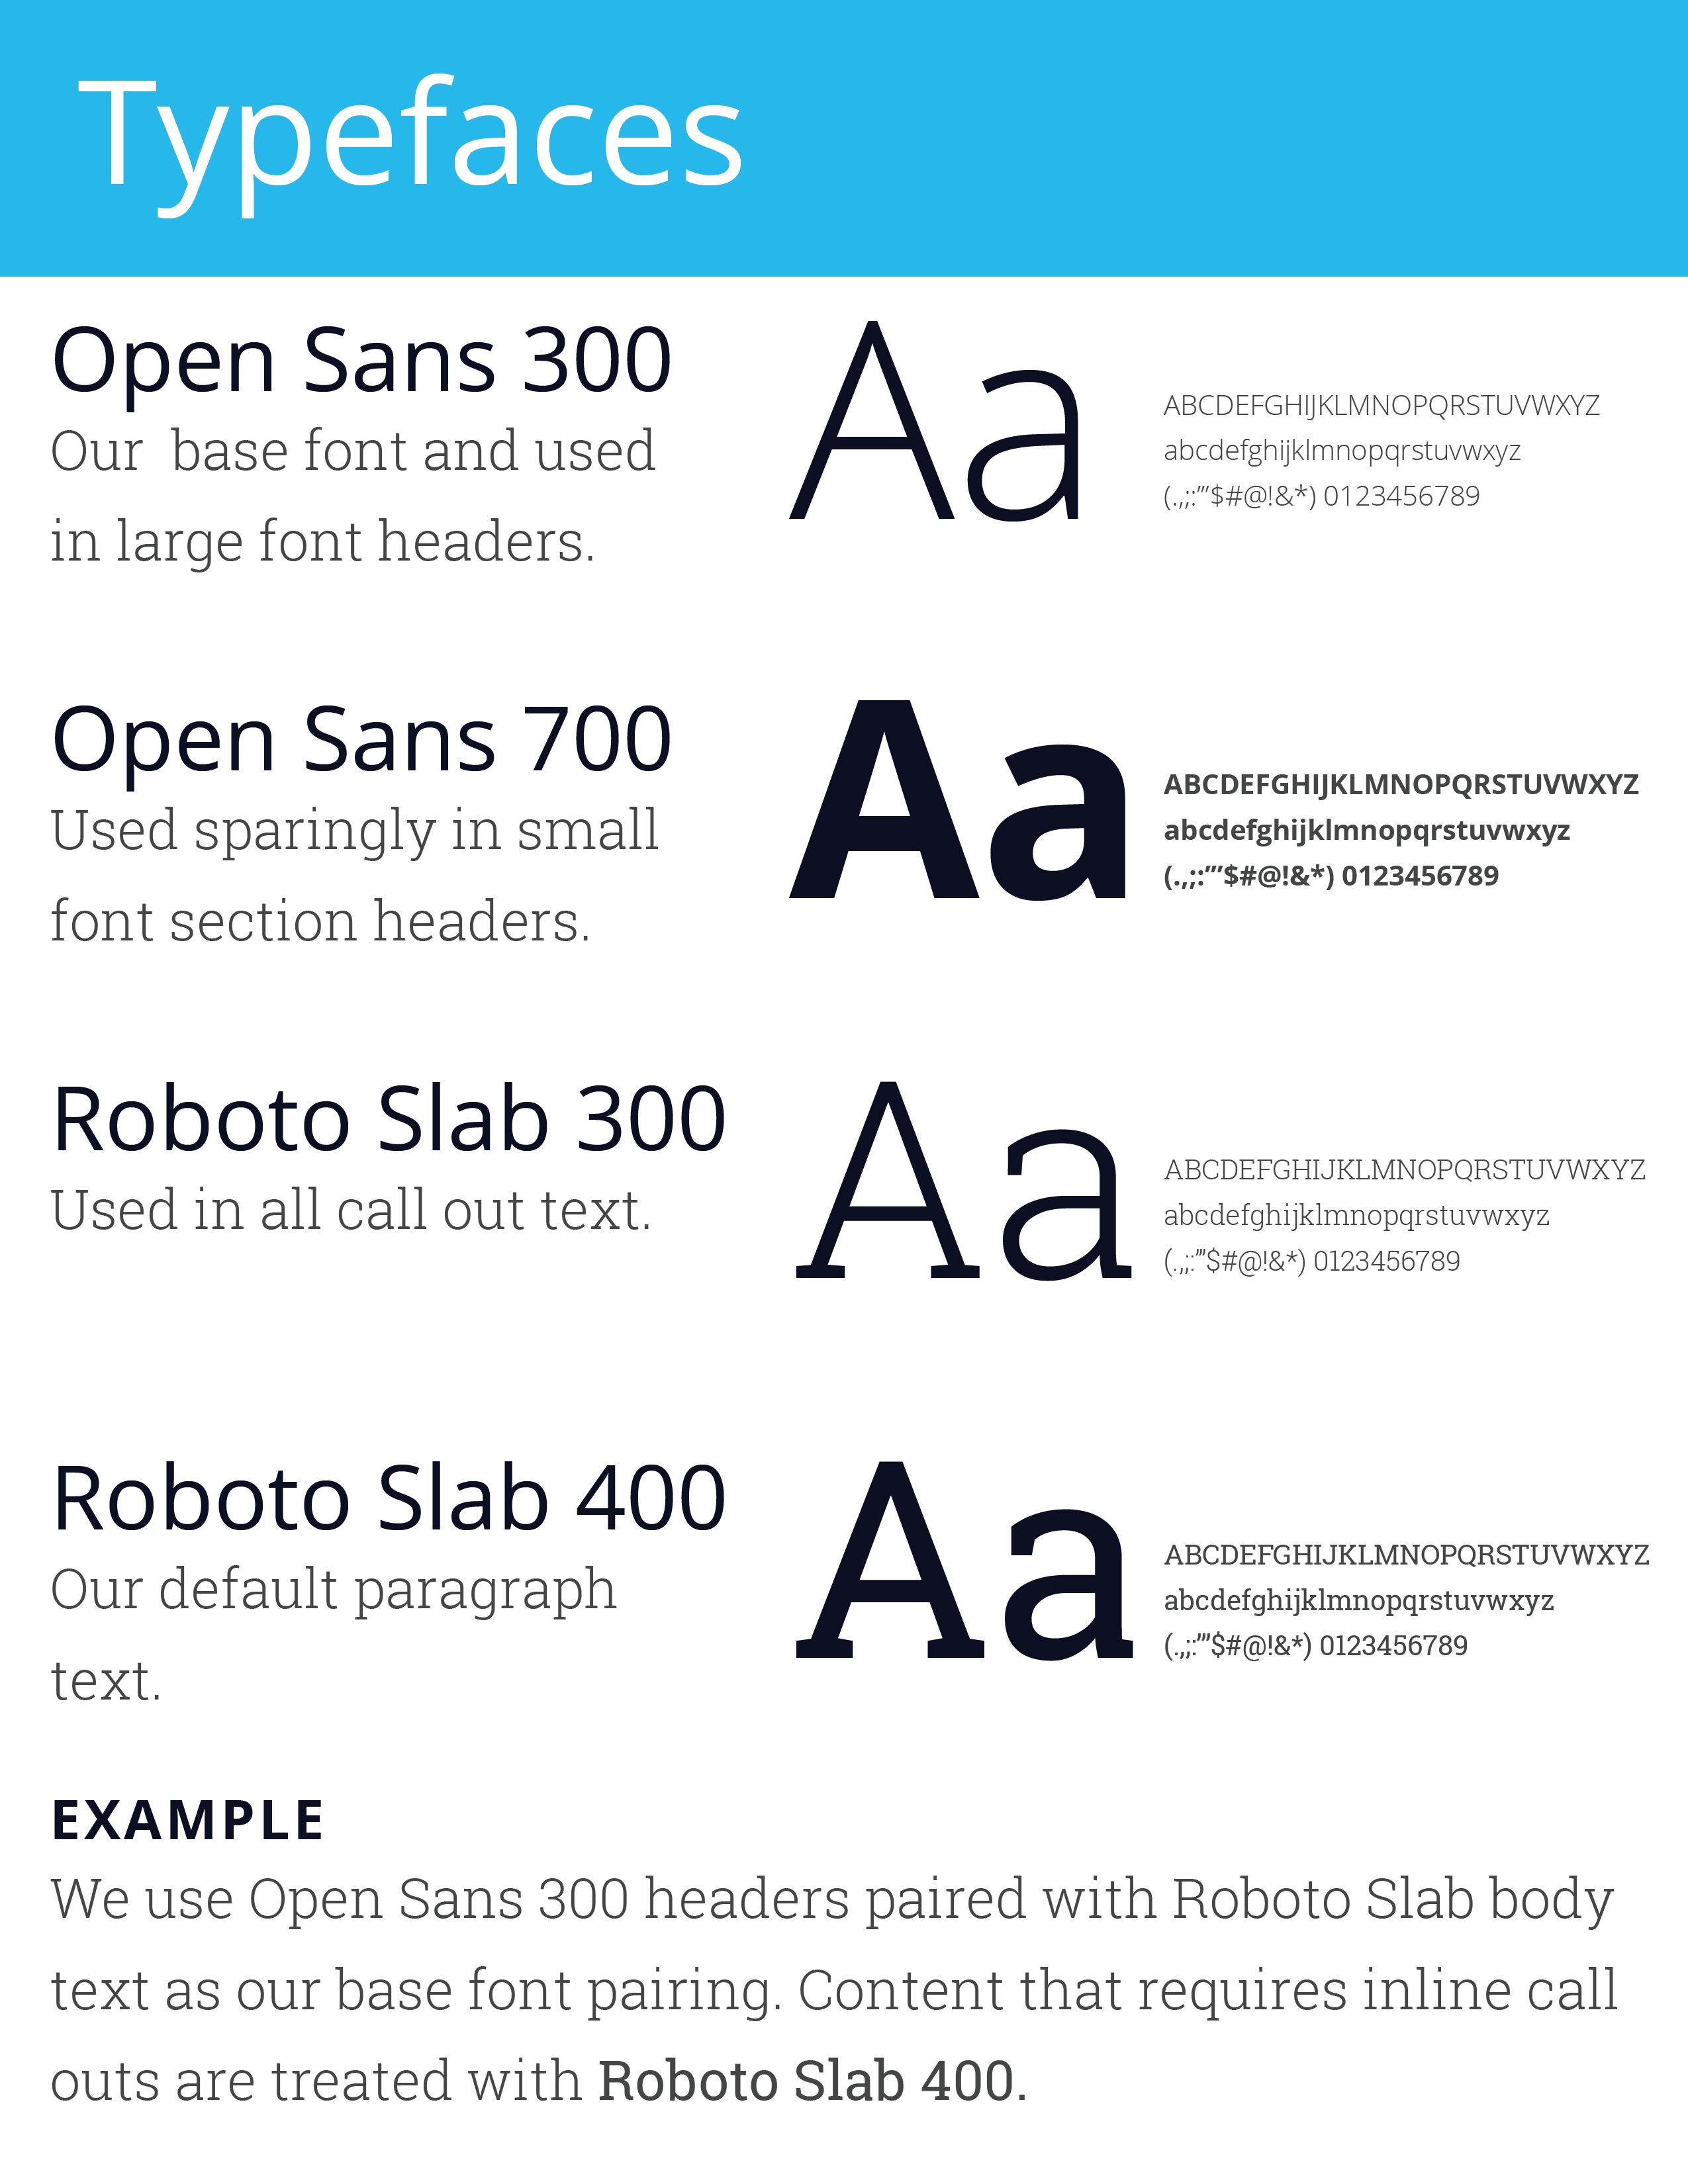 Typefaces
Open Sans 300
Our  base font and used
in large font headers.
Aa
ABCDEFGHIJKLMNOPQRSTUVWXYZ
abcdefghijklmnopqrstuvwxyz
(.,;:’”$#@!&*) 0123456789
Open Sans 700
Used sparingly in small
font section headers.
Aa
ABCDEFGHIJKLMNOPQRSTUVWXYZ
abcdefghijklmnopqrstuvwxyz
(.,;:’”$#@!&*) 0123456789
Roboto Slab 300
Used in all call out text.
Aa
ABCDEFGHIJKLMNOPQRSTUVWXYZ
abcdefghijklmnopqrstuvwxyz
(.,;:’”$#@!&*) 0123456789
Roboto Slab 400
Our default paragraph
text.
Aa
ABCDEFGHIJKLMNOPQRSTUVWXYZ
abcdefghijklmnopqrstuvwxyz
(.,;:’”$#@!&*) 0123456789
EXAMPLE
We use Open Sans 300 headers paired with Roboto Slab body
text as our base font pairing. Content that requires inline call
outs are treated with Roboto Slab 400.